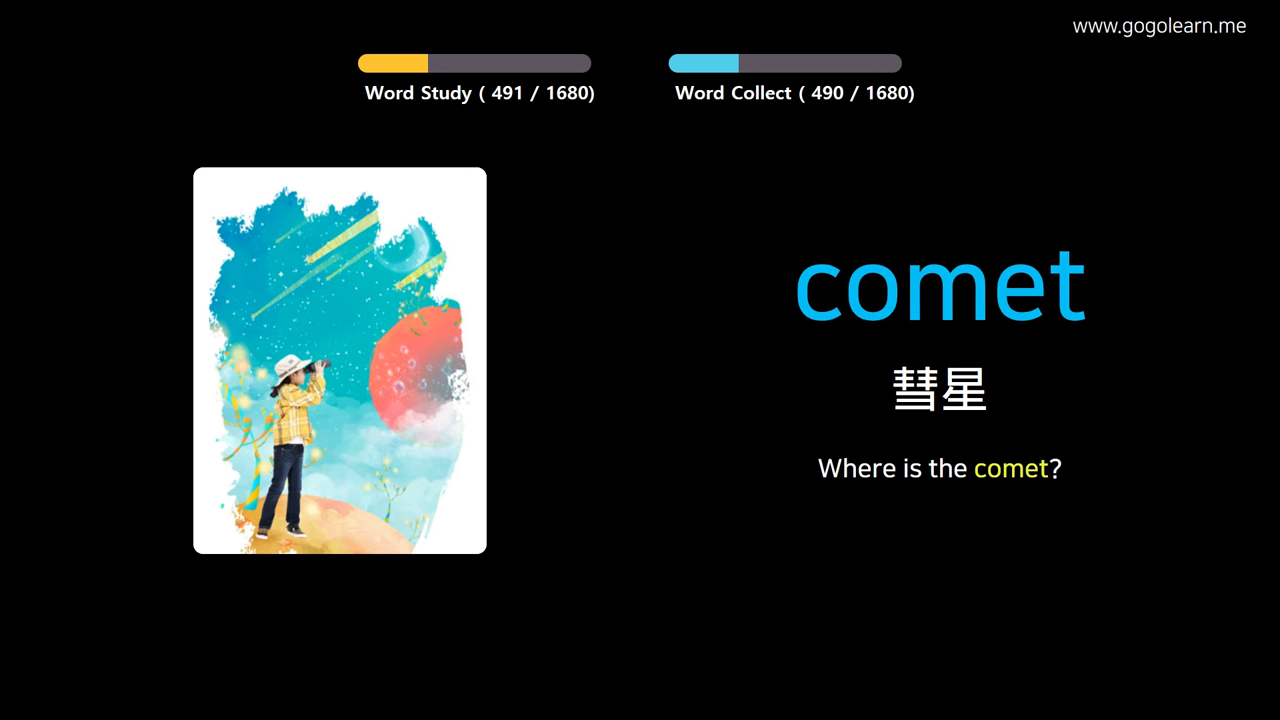 www.gogolearn.me
Word Study ( 491 / 1680)
Word Collect ( 490 / 1680)
comet
彗星
Where is the comet?